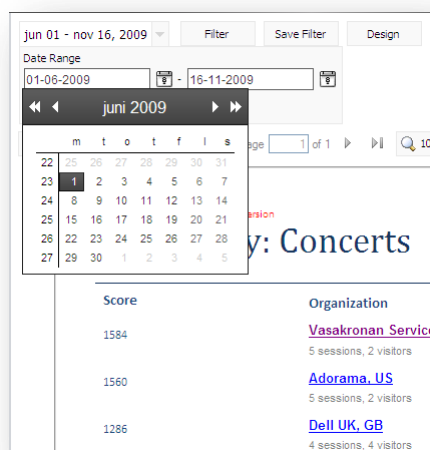 jun 01 - nov 16, 2009 Filter Save Filter Design
Date Range
01-06-2009 - 16-11-2009
juni 2009
m t o t f l s
22 25 26 27 28 29 30 31
23 1 2 3 4 5 6 7
24 8 9 10 11 12 13 14
25 15 16 17 18 19 20 21
26 22 23 24 25 26 27 28
27 29 30 1 2 3 4 5
1 of 1 10
: Concerts
Score Organization
1584 Vasakronan Service
5 sessions, 2 visitors
1560 Adorama, US
5 sessions, 2 visitors
1286 Dell UK, GB
4 sessions, 4 visitors